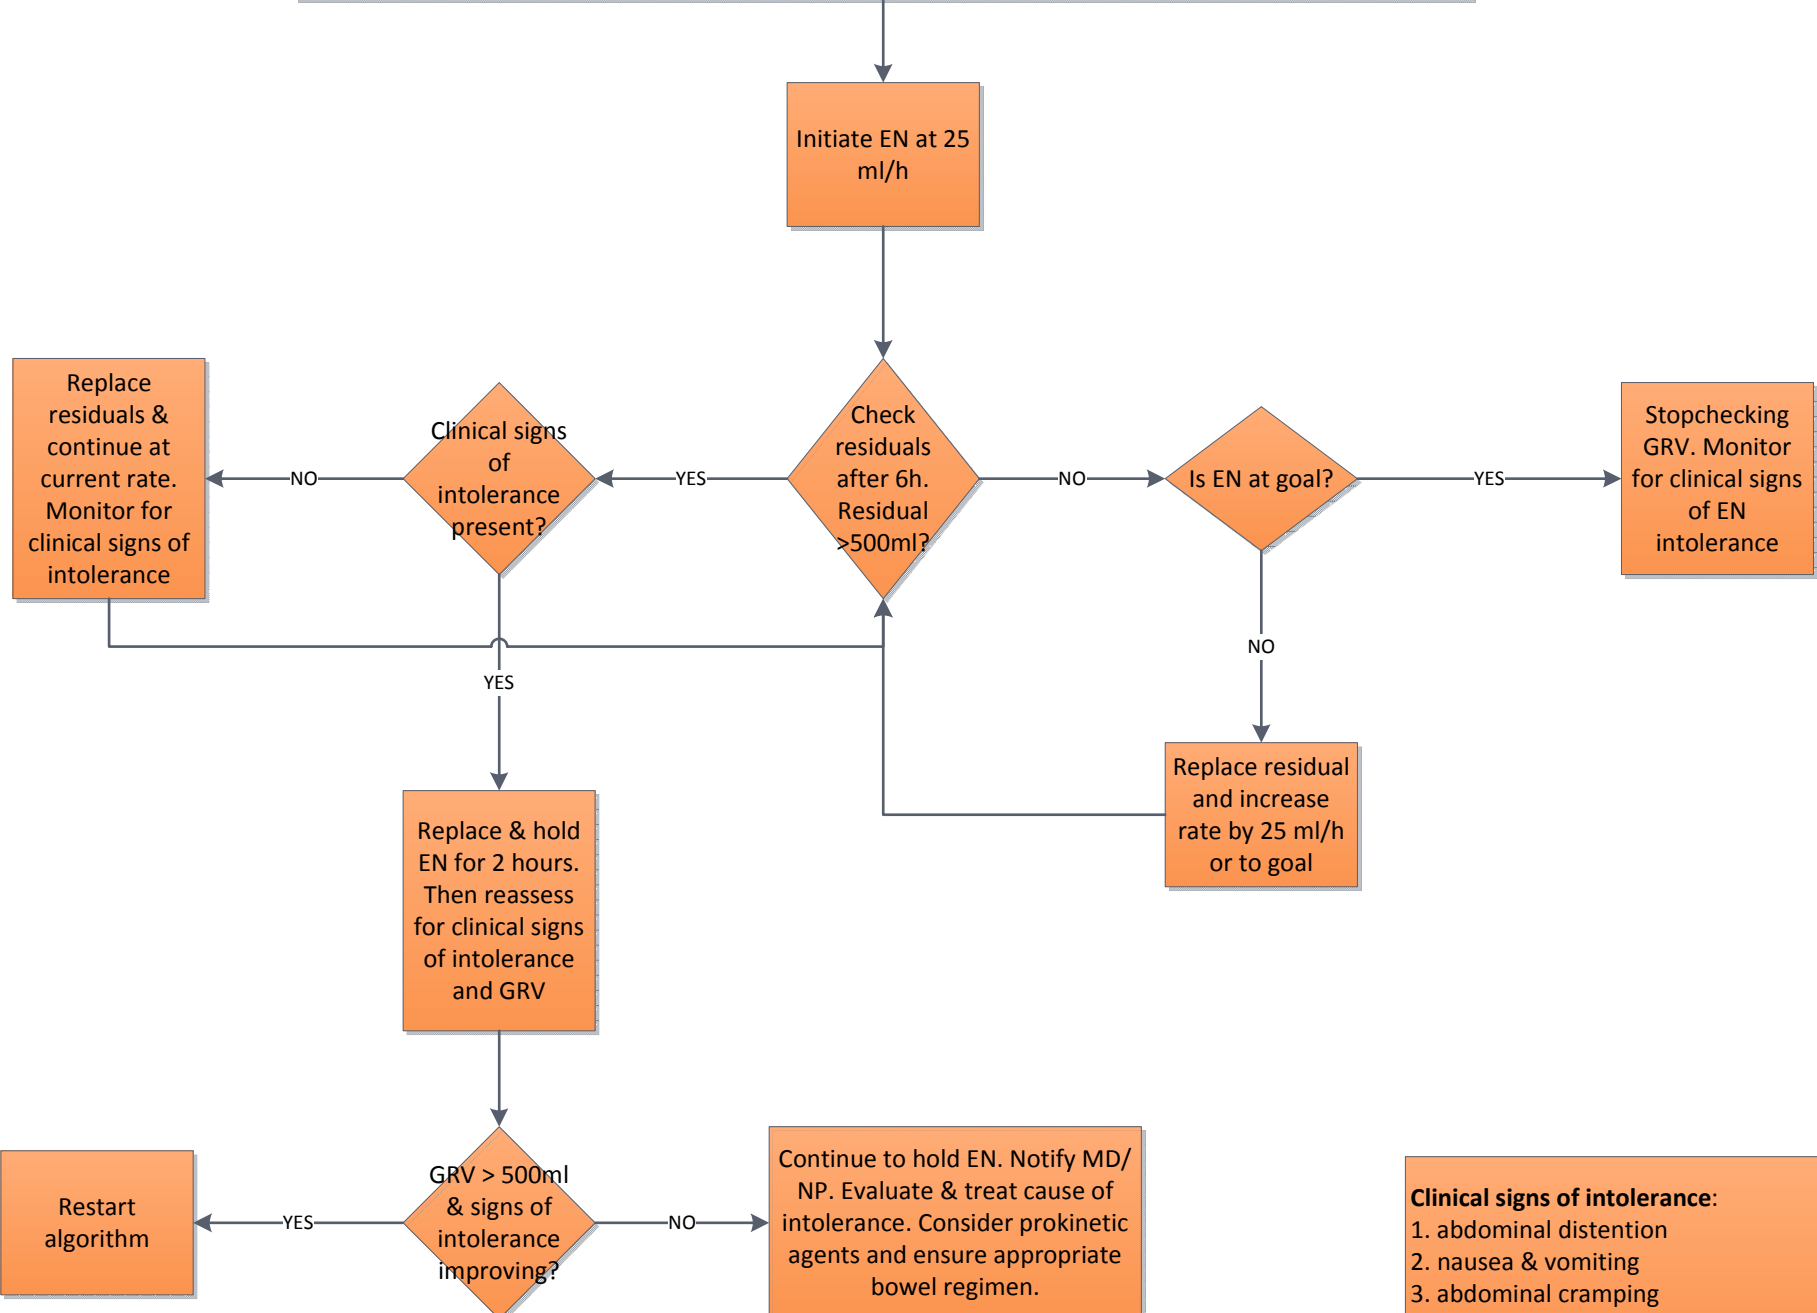 Initiate EN at 25
ml/h
Replace
residuals &
continue at
current rate.
Monitor for
clinical signs of
intolerance
NO
Clinical signs
of
intolerance
present?
YES
Check
residuals
after 6h.
Residual
>500ml?
NO
Is EN at goal?
YES
Stopchecking
GRV. Monitor
for clinical signs
of EN
intolerance
YES
NO
Replace residual
and increase
rate by 25 ml/h
or to goal
Replace & hold
EN for 2 hours.
Then reassess
for clinical signs
of intolerance
and GRV
Restart
algorithm
YES
GRV > 500ml
& signs of
intolerance
improving?
NO
Continue to hold EN. Notify MD/
NP. Evaluate & treat cause of
intolerance. Consider prokinetic
agents and ensure appropriate
bowel regimen.
Clinical signs of intolerance:
1. abdominal distention
2. nausea & vomiting
3. abdominal cramping